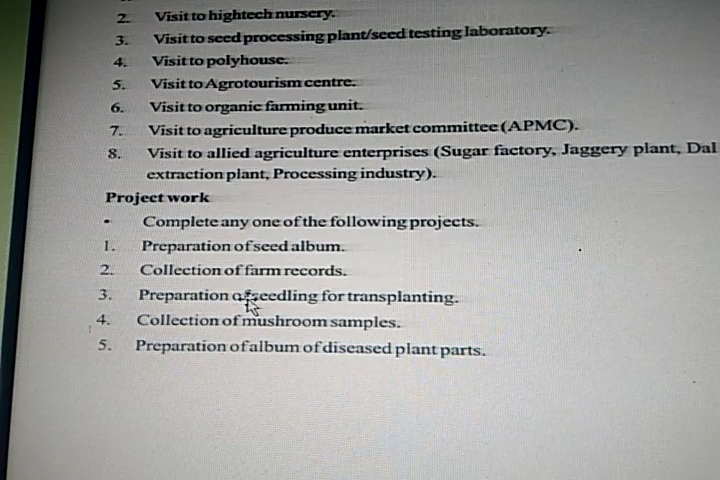 2. Visit to hightech nursery.
3. Visit to seed processing plant/seed testing laboratory.
4. Visit to polyhouse.
5. Visit to Agrotourism centre.
6. Visit to organic farming unit.
7. Visit to agriculture produce market committee (APMC).
8. Visit to allied agriculture enterprises (Sugar factory, Jaggery plant, Dal
extraction plant, Processing industry).
Project work
• Complete any one of the following projects.
1. Preparation of seed album.
2. Collection of farm records.
3. Preparation of seedling for transplanting.
4. Collection of mushroom samples.
5. Preparation of album of diseased plant parts.